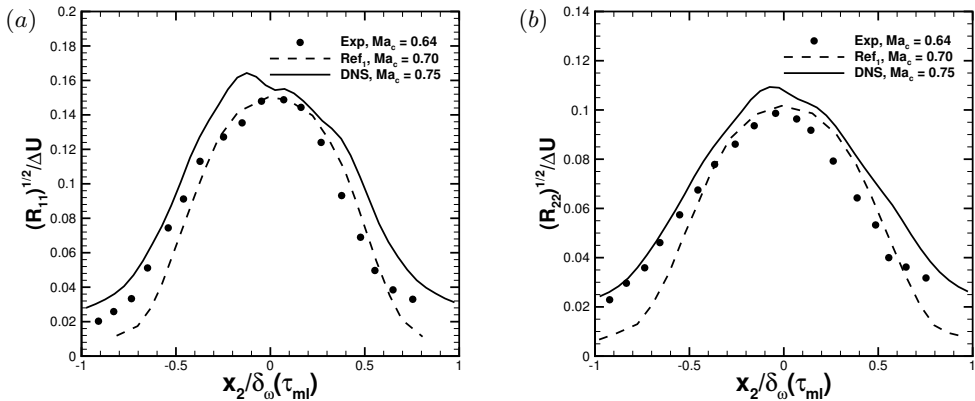 (a)
(R11)1/2/ΔU
0.2
0.18
0.16
0.14
0.12
0.1
0.08
0.06
0.04
0.02
0
-1
-0.5
0
0.5
1
x2/δω(τml)
Exp, Mac = 0.64
Ref1, Mac = 0.70
DNS, Mac = 0.75
(b)
(R22)1/2/ΔU
0.14
0.12
0.1
0.08
0.06
0.04
0.02
0
-1
-0.5
0
0.5
1
x2/δω(τml)
Exp, Mac = 0.64
Ref1, Mac = 0.70
DNS, Mac = 0.75